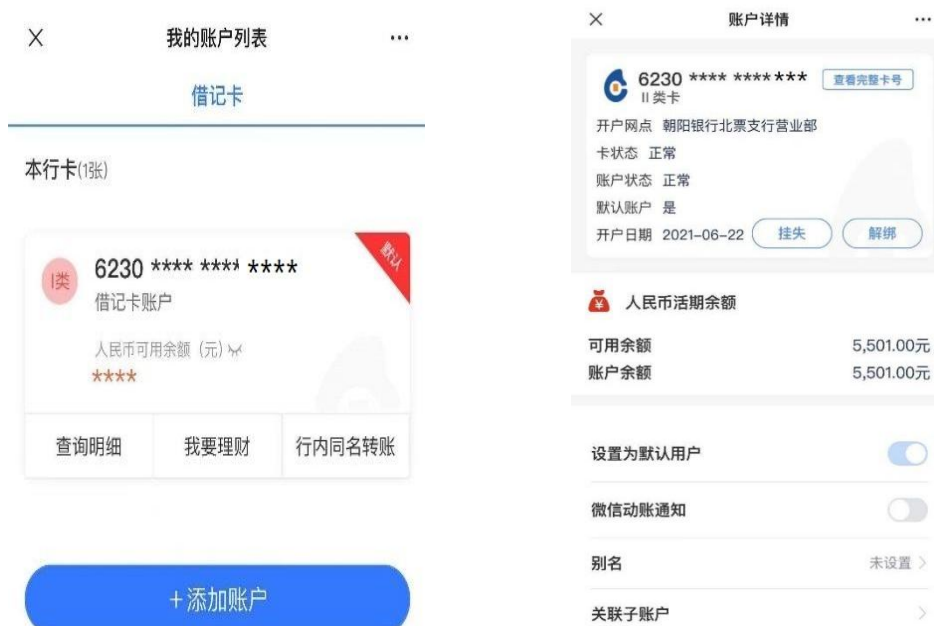 我的账户列表
借记卡
本行卡(1张)
默认
I类
6230 **** **** ****
借记卡账户
人民币可用余额（元）
****
查询明细
我要理财
行内同名转账
+添加账户
账户详情
6230 **** **** ***
查看完整卡号
II类卡
开户网点 朝阳银行北票支行营业部
卡状态 正常
账户状态 正常
默认账户 是
开户日期 2021-06-22
挂失
解绑
人民币活期余额
可用余额 5,501.00元
账户余额 5,501.00元
设置为默认用户
微信动账通知
别名 未设置 >
关联子账户 >